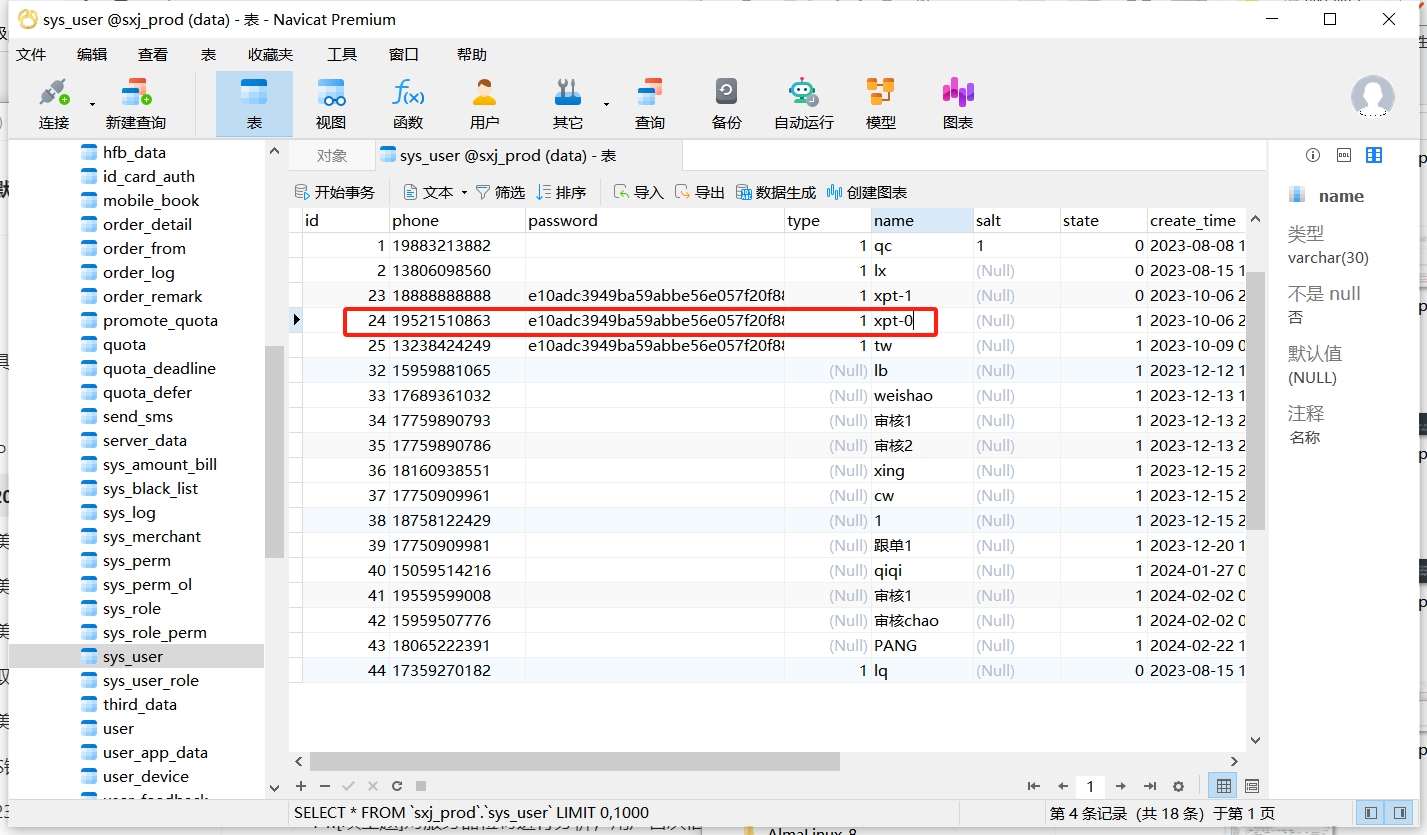 sys_user @sxj_prod (data) - 表 - Navicat Premium
文件 编辑 查看 表 收藏夹 工具 窗口 帮助
连接 新建查询 表 视图 函数 用户 其它 查询 备份 自动运行 模型 图表
f(x)
hfb_data
id_card_auth
mobile_book
order_detail
order_from
order_log
order_remark
promote_quota
quota
quota_deadline
quota_defer
send_sms
server_data
sys_amount_bill
sys_black_list
sys_log
sys_merchant
sys_perm
sys_perm_ol
sys_role
sys_role_perm
sys_user
sys_user_role
third_data
user
user_app_data
user_device
user_feedback
对象 sys_user @sxj_prod (data) - 表
开始事务 文本 筛选 排序 导入 导出 数据生成 创建图表
id phone password type name salt state create_time
1 19883213882 1 qc 1 0 2023-08-08 1
2 13806098560 1 lx (Null) 0 2023-08-15 1
23 18888888888 e10adc3949ba59abbe56e057f20f88 1 xpt-1 (Null) 0 2023-10-06 2
24 19521510863 e10adc3949ba59abbe56e057f20f88 1 xpt-0 (Null) 1 2023-10-06 2
25 13238424249 e10adc3949ba59abbe56e057f20f88 1 tw (Null) 1 2023-10-09 0
32 15959881065 (Null) lb (Null) 1 2023-12-12 1
33 17689361032 (Null) weishao (Null) 1 2023-12-13 1
34 17759890793 (Null) 审核1 (Null) 1 2023-12-13 2
35 17759890786 (Null) 审核2 (Null) 1 2023-12-13 2
36 18160938551 (Null) xing (Null) 1 2023-12-15 2
37 17750909961 (Null) cw (Null) 1 2023-12-15 2
38 18758122429 (Null) 1 (Null) 1 2023-12-15 2
39 17750909981 (Null) 跟单1 (Null) 1 2023-12-20 1
40 15059514216 (Null) qiqi (Null) 1 2024-01-27 0
41 19559599008 (Null) 审核1 (Null) 1 2024-02-02 0
42 15959507776 (Null) 审核chao (Null) 1 2024-02-02 0
43 18065222391 (Null) PANG (Null) 1 2024-02-22 1
44 17359270182 1 lq (Null) 0 2023-08-15 1
DDL
name
类型
varchar(30)
不是 null
否
默认值
(NULL)
注释
名称
1
SELECT * FROM `sxj_prod`.`sys_user` LIMIT 0,1000
第 4 条记录 (共 18 条) 于第 1 页
AlmaLinux-8